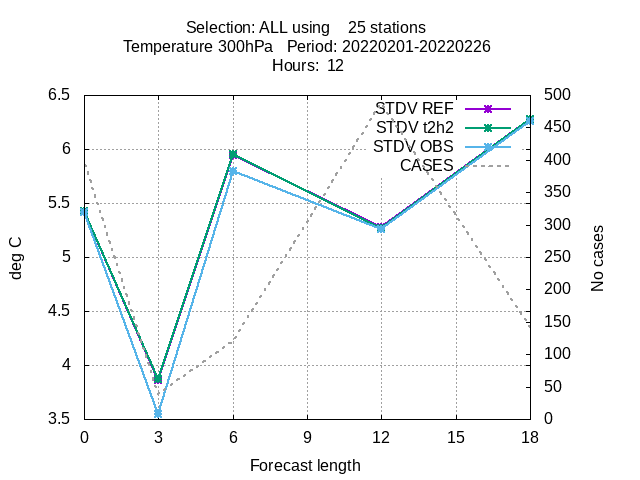 Selection: ALL using    25 stations
Temperature 300hPa   Period: 20220201-20220226
Hours:  12
STDV REF
STDV t2h2
STDV OBS
CASES
6.5
6
5.5
5
4.5
4
3.5
deg C
500
450
400
350
300
250
200
150
100
50
0
No cases
0 3 6 9 12 15 18
Forecast length